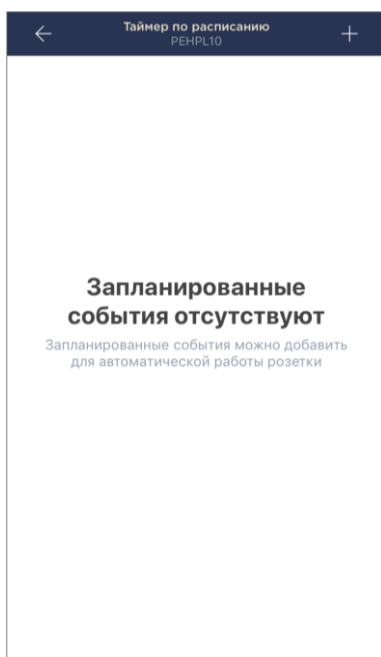 Таймер по расписанию
PEHPL10
Запланированные
события отсутствуют
Запланированные события можно добавить
для автоматической работы розетки